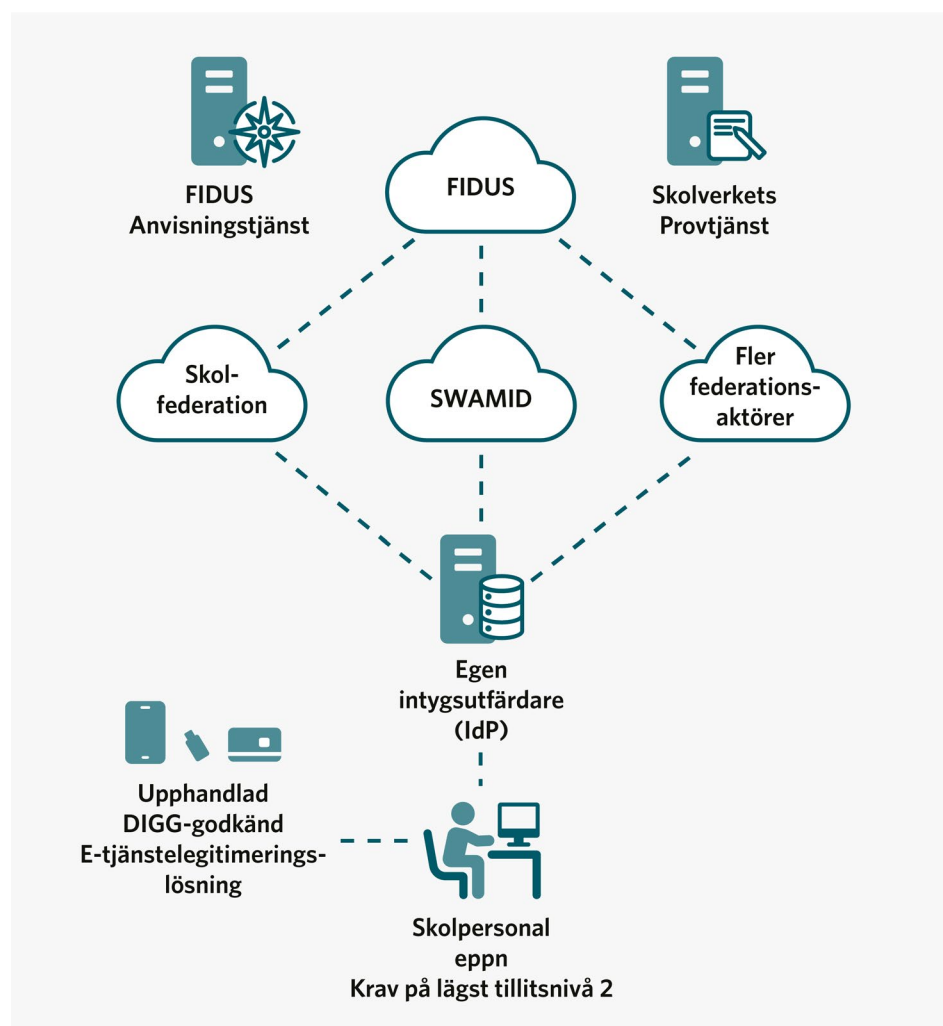 FIDUS
Anvisningstjänst
FIDUS
Skolverkets
Provtjänst
Skol-
federation
SWAMID
Fler
federations-
aktörer
Egen
intygsutfärdare
(IdP)
Upphandlad
DIGG-godkänd
E-tjänstelegitimerings-
lösning
Skolpersonal
eppn
Krav på lägst tillitsnivå 2